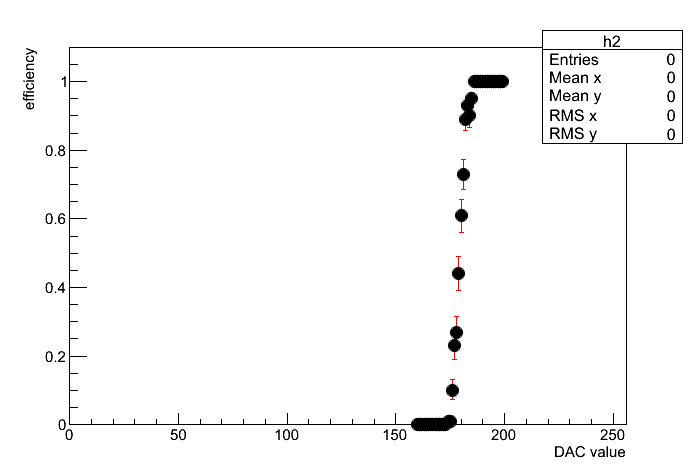 h2
Entries 0
Mean x 0
Mean y 0
RMS x 0
RMS y 0
efficiency
1
0.8
0.6
0.4
0.2
0
0 50 100 150 200 250
DAC value